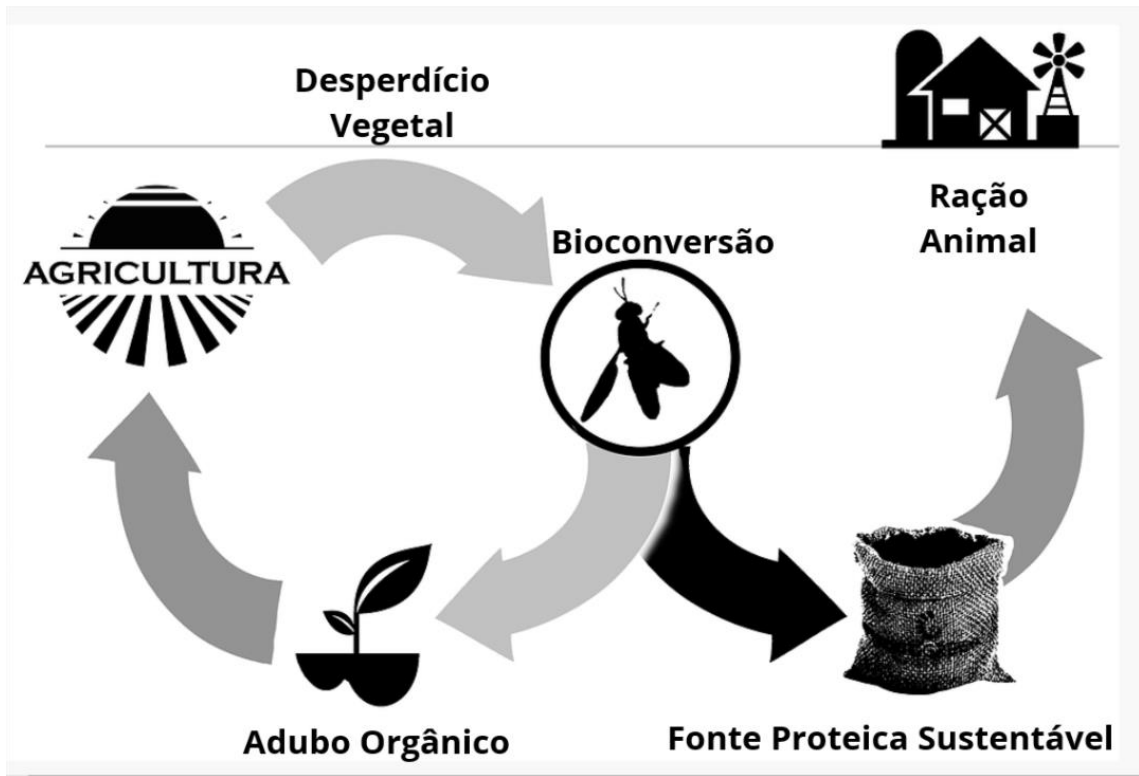 Desperdício
Vegetal
Ração
Animal
Bioconversão
AGRICULTURA
Adubo Orgânico
Fonte Proteica Sustentável